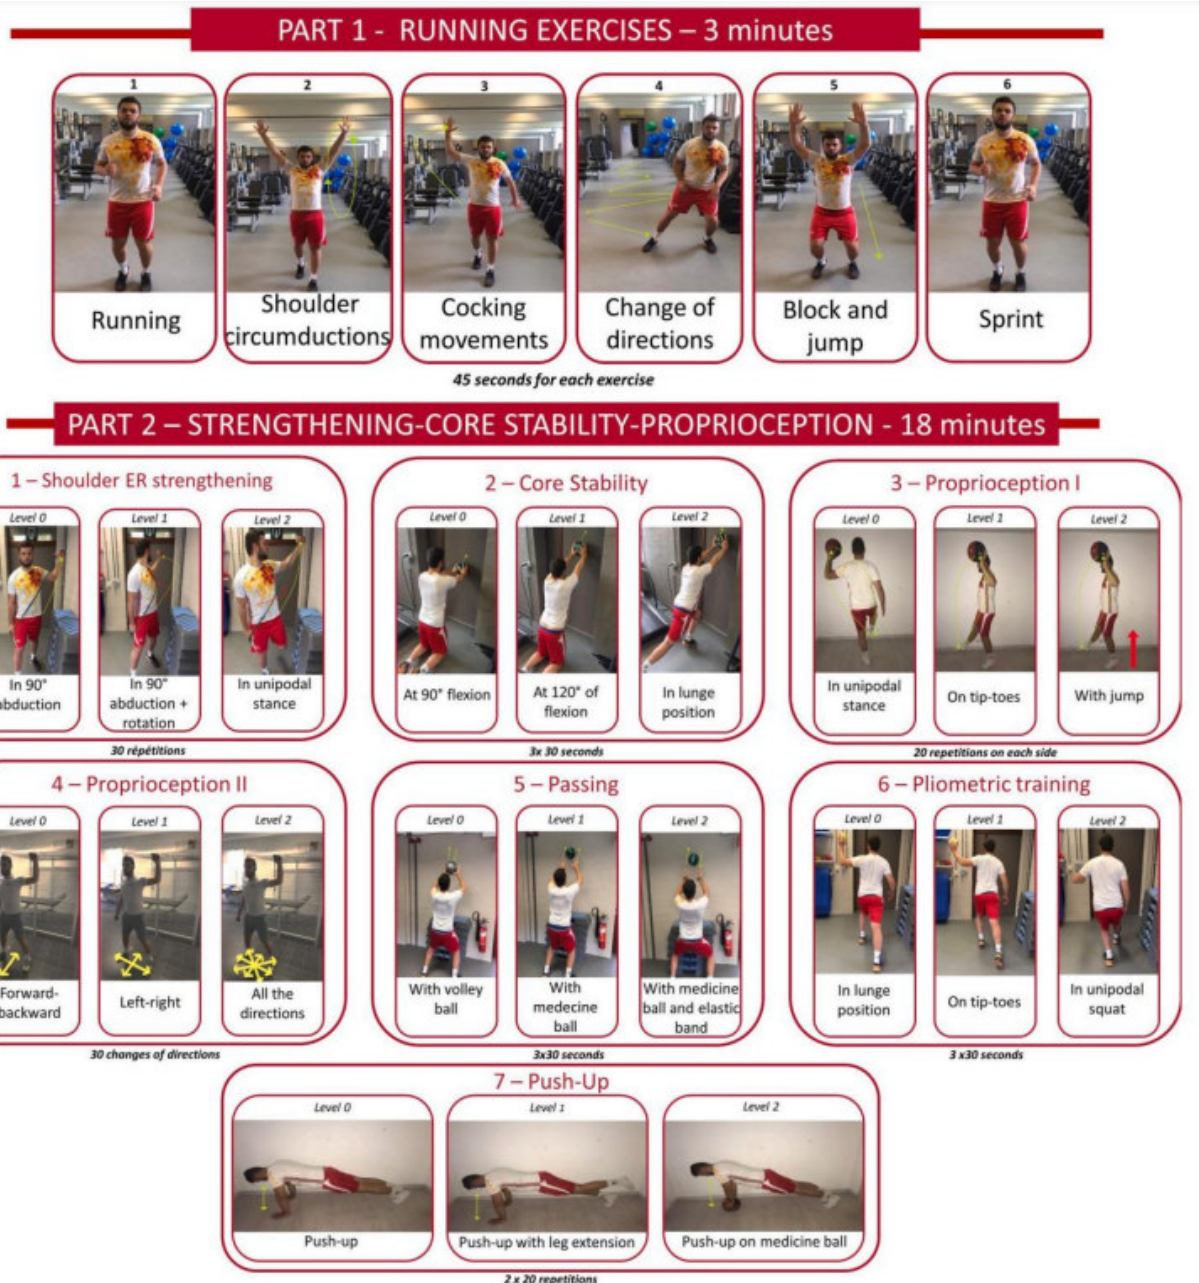 PART 1 - RUNNING EXERCISES – 3 minutes
1
2
3
4
5
6
Running
Shoulder
circumductions
Cocking
movements
Change of
directions
Block and
jump
Sprint
45 seconds for each exercise
PART 2 – STRENGTHENING-CORE STABILITY-PROPRIOCEPTION - 18 minutes
1 – Shoulder ER strengthening
Level 0
In 90°
abduction
Level 1
In 90°
abduction +
rotation
Level 2
In unipodal
stance
30 répétitions
2 – Core Stability
Level 0
At 90° flexion
Level 1
At 120° of
flexion
Level 2
In lunge
position
3x 30 seconds
3 – Proprioception I
Level 0
In unipodal
stance
Level 1
On tip-toes
Level 2
With jump
20 repetitions on each side
4 – Proprioception II
Level 0
Forward-
backward
Level 1
Left-right
Level 2
All the
directions
30 changes of directions
5 – Passing
Level 0
With volley
ball
Level 1
With
medecine
ball
Level 2
With medicine
ball and elastic
band
3x30 seconds
6 – Pliometric training
Level 0
In lunge
position
Level 1
On tip-toes
Level 2
In unipodal
squat
3 x30 seconds
7 – Push-Up
Level 0
Push-up
Level 1
Push-up with leg extension
Level 2
Push-up on medicine ball
2 x 20 repetitions